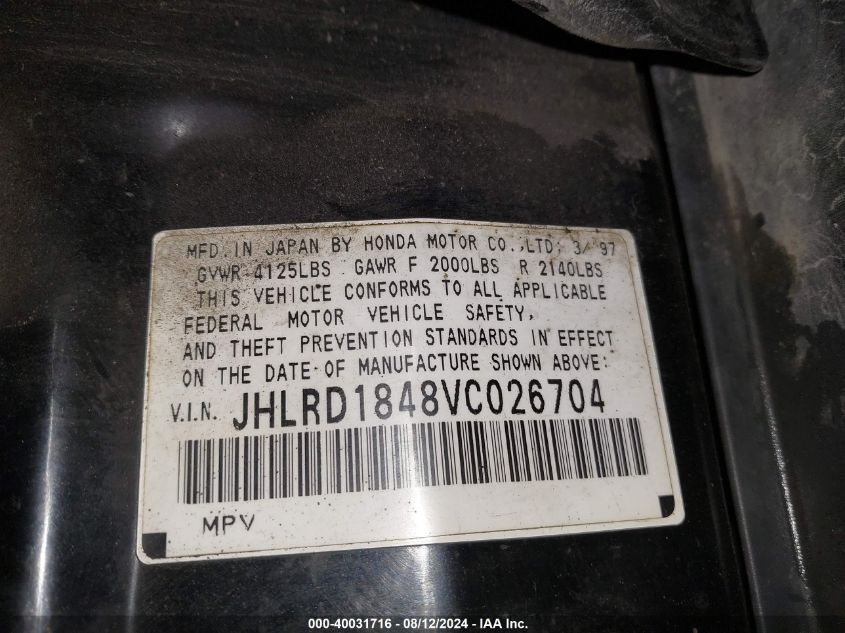 MFD. IN JAPAN BY HONDA MOTOR CO.,LTD: 3/ 97
GVWR 4125LBS GAWR F 2000LBS R 2140LBS
THIS VEHICLE CONFORMS TO ALL APPLICABLE
FEDERAL MOTOR VEHICLE SAFETY,
AND THEFT PREVENTION STANDARDS IN EFFECT
ON THE DATE OF MANUFACTURE SHOWN ABOVE:
V.I.N. JHLRD1848VC026704
MPV
000-40031716 - 08/12/2024 - IAA Inc.